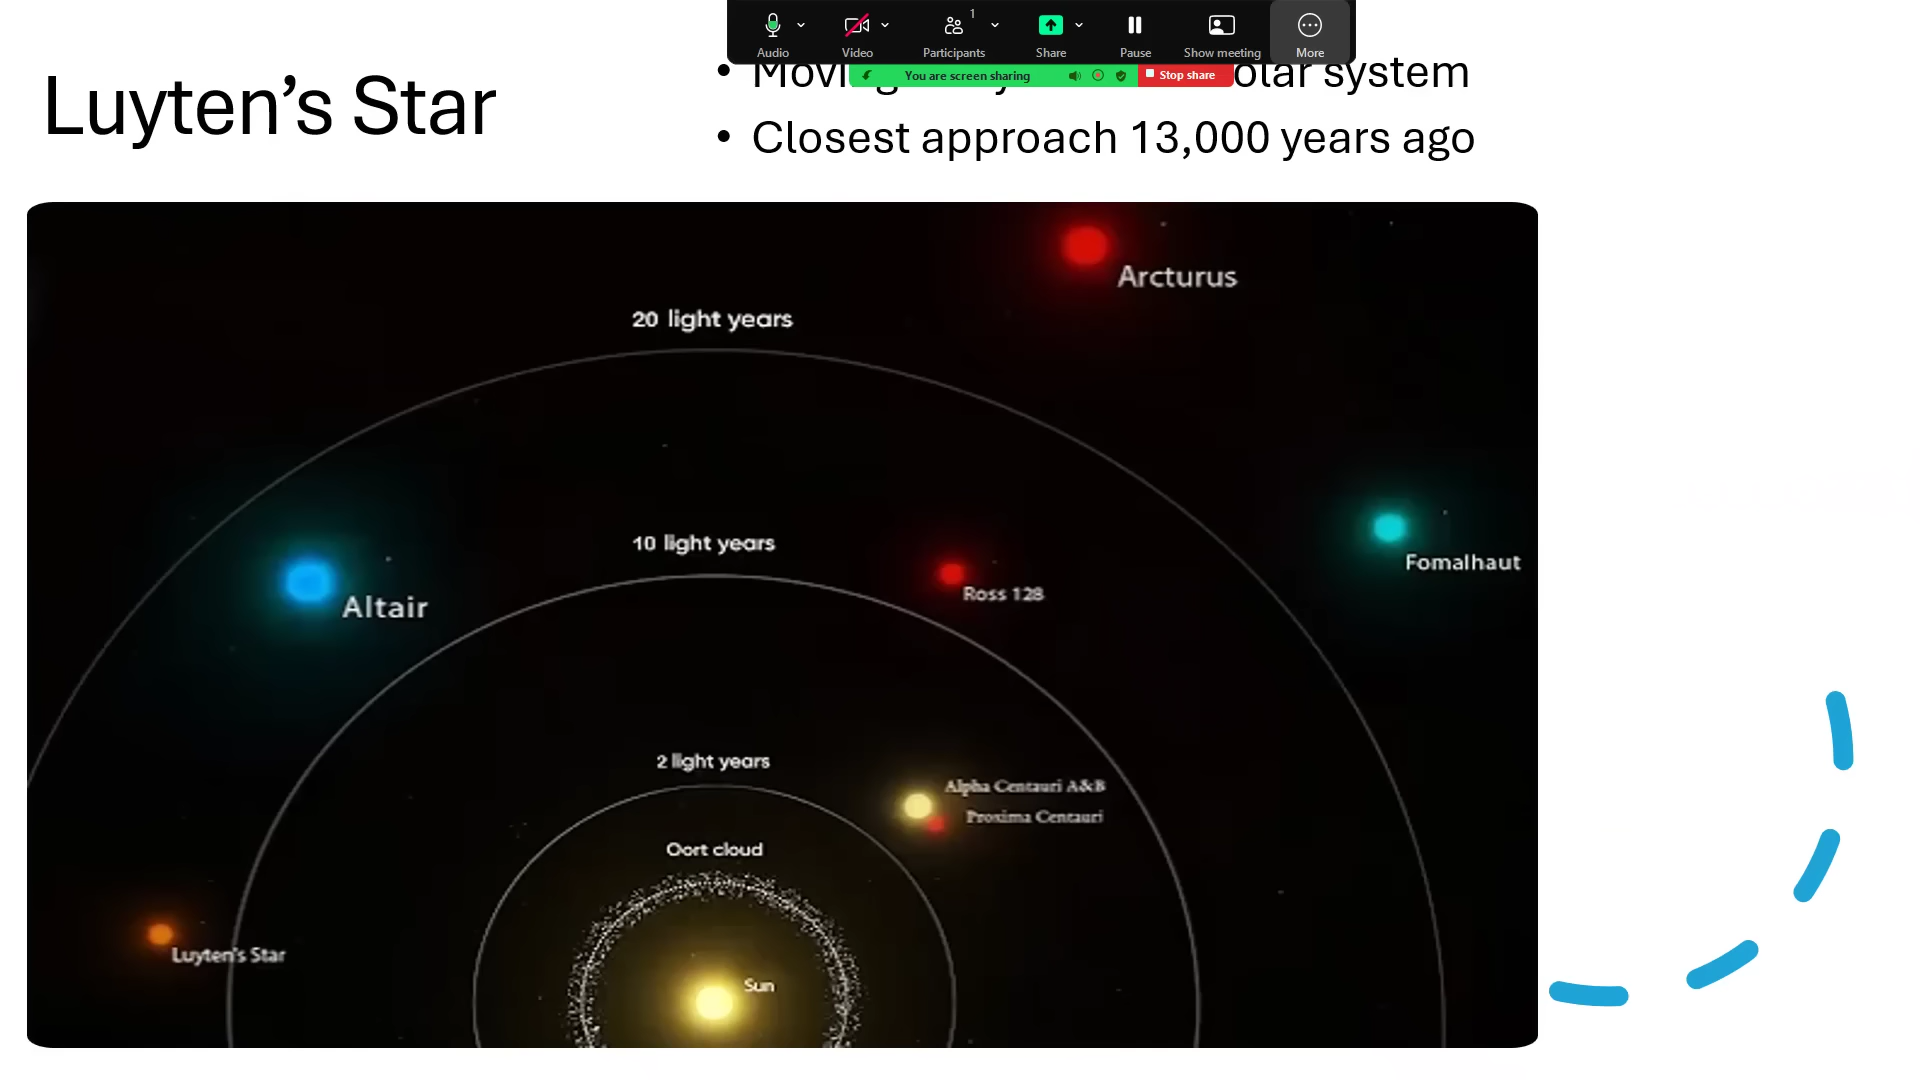 1
Audio Video Participants Share Pause Show meeting More
You are screen sharing Stop share
Luyten’s Star
• olar system
• Closest approach 13,000 years ago
Arcturus
20 light years
10 light years
Fomalhaut
Ross 128
Altair
2 light years
Alpha Centauri A&B
Proxima Centauri
Oort cloud
Luyten's Star
Sun